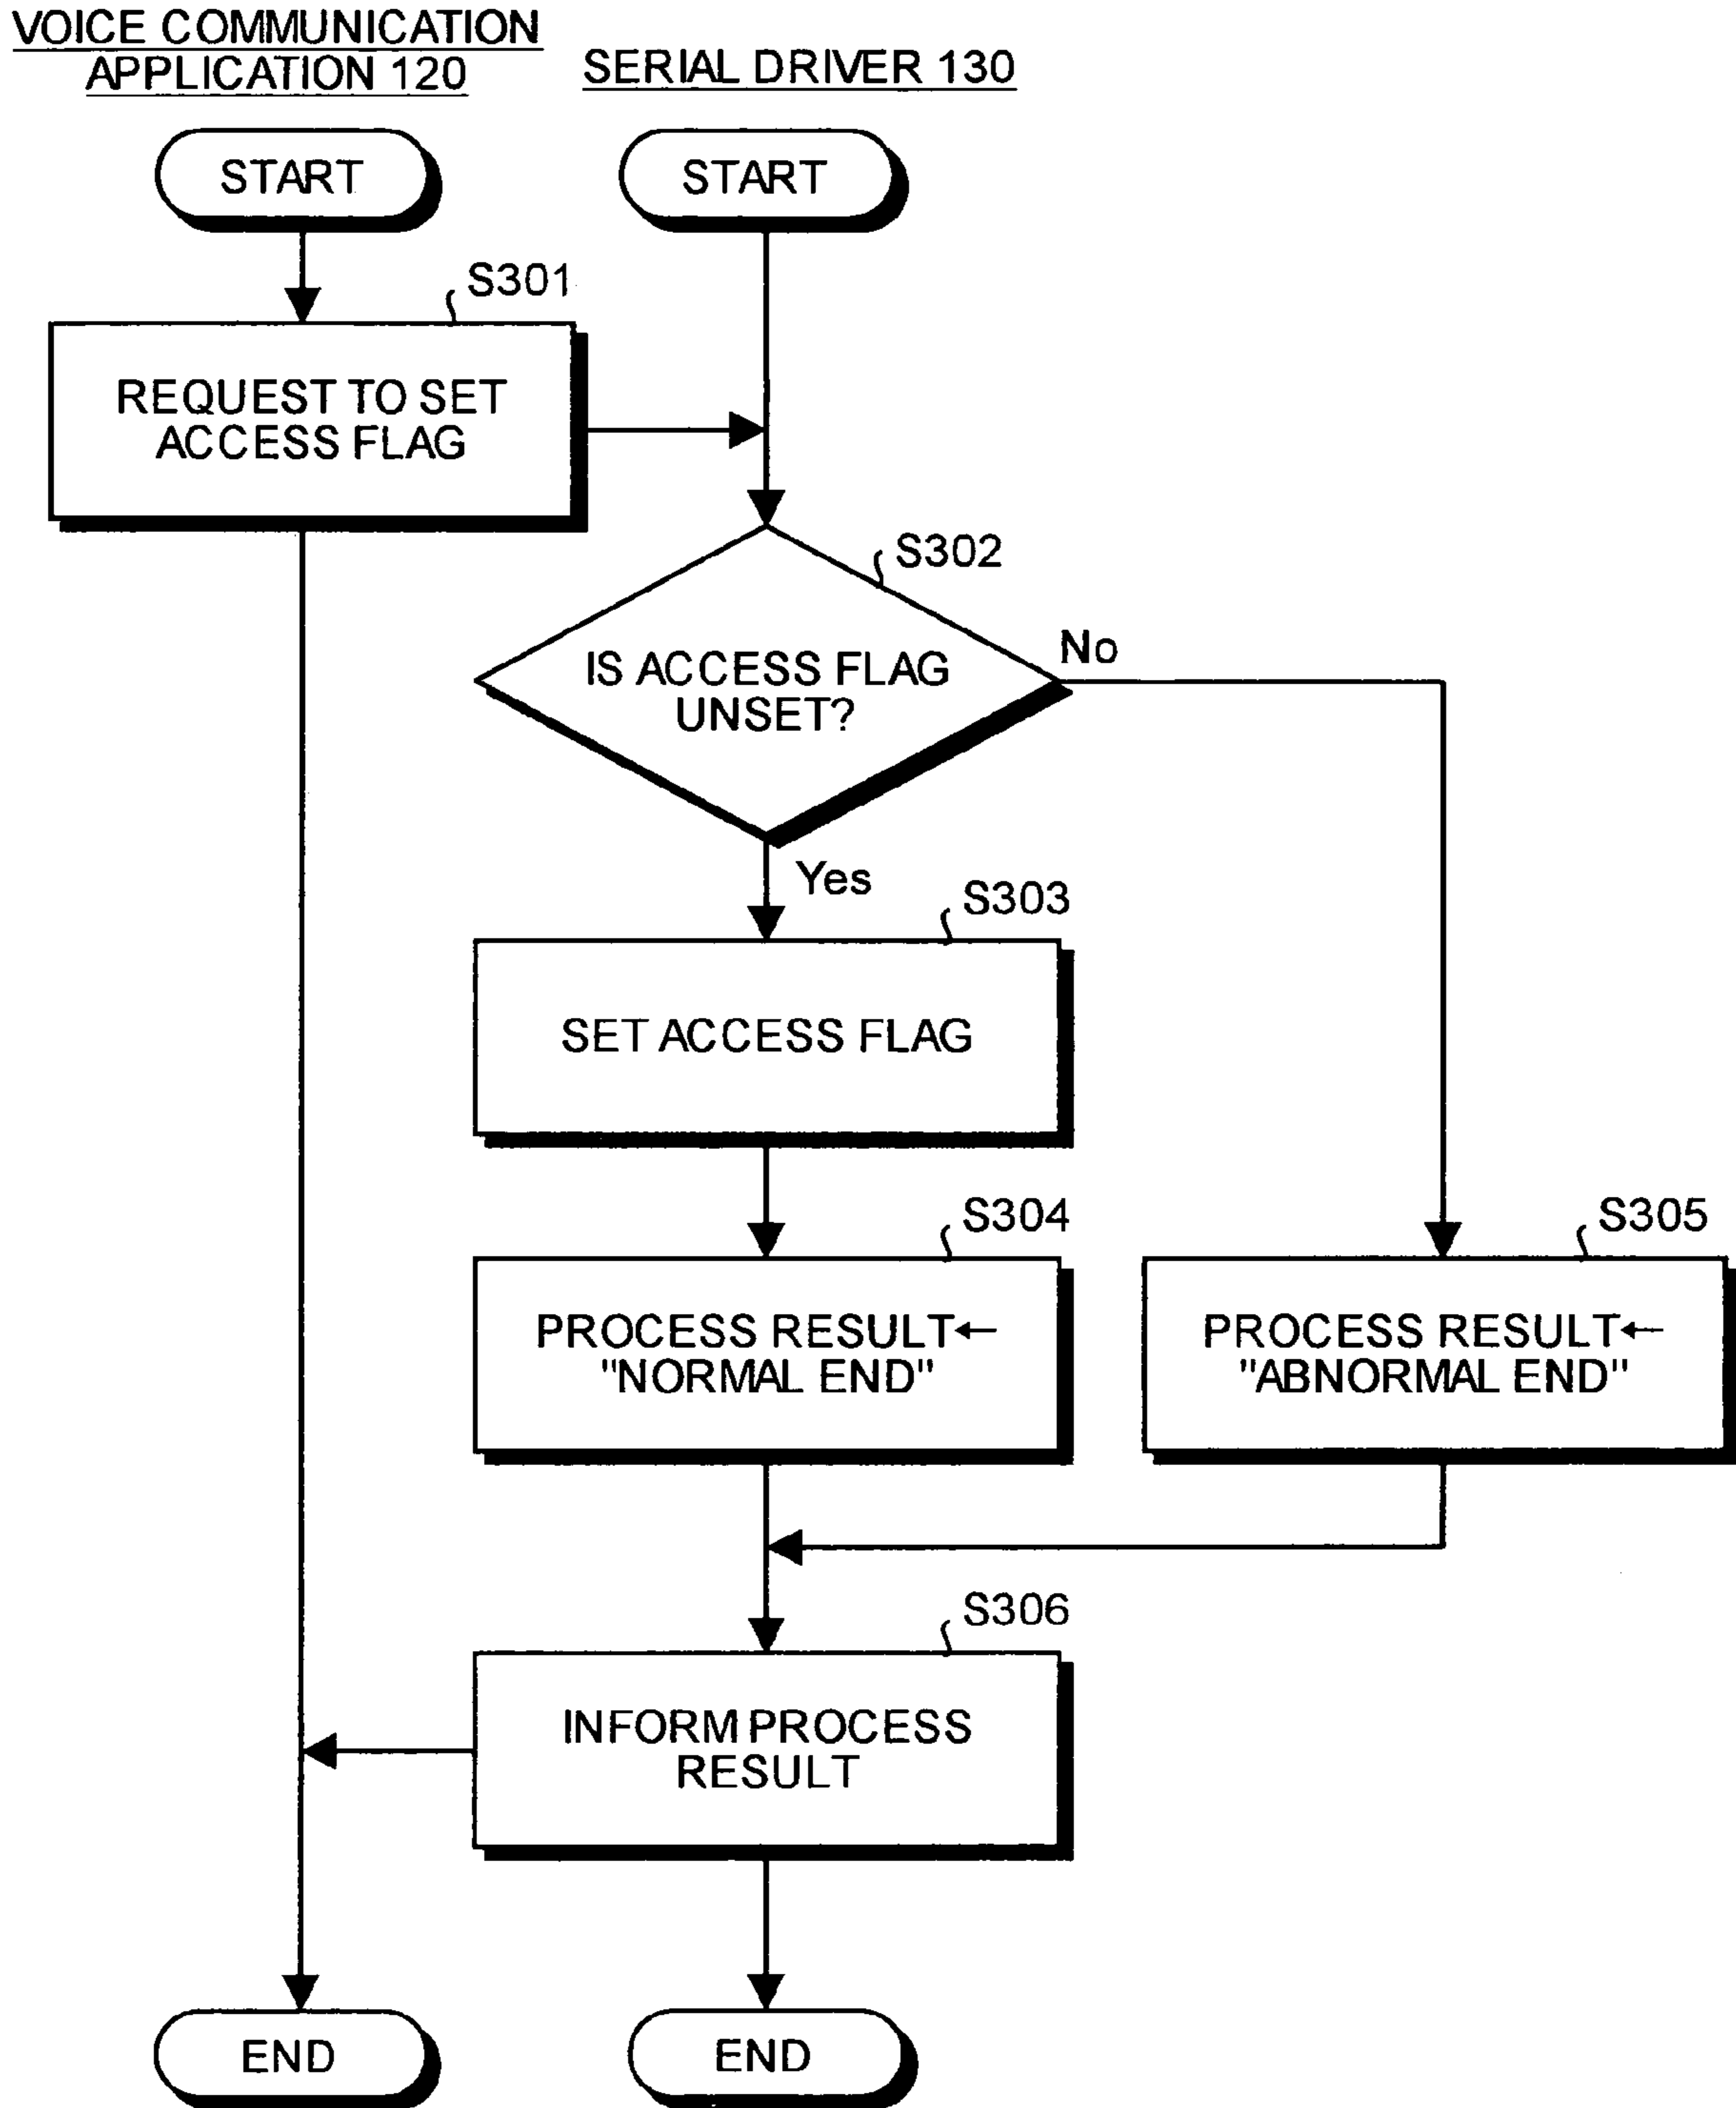 VOICE COMMUNICATION
APPLICATION 120
SERIAL DRIVER 130
START
START
S301
REQUEST TO SET
ACCESS FLAG
S302
IS ACCESS FLAG
UNSET?
No
Yes
S303
SET ACCESS FLAG
S304
PROCESS RESULT←
"NORMAL END"
S305
PROCESS RESULT←
"ABNORMAL END"
S306
INFORM PROCESS
RESULT
END
END